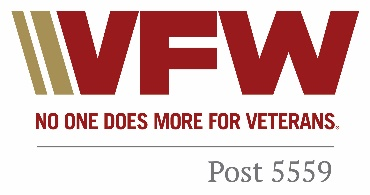 VFW
NO ONE DOES MORE FOR VETERANS.®
Post 5559